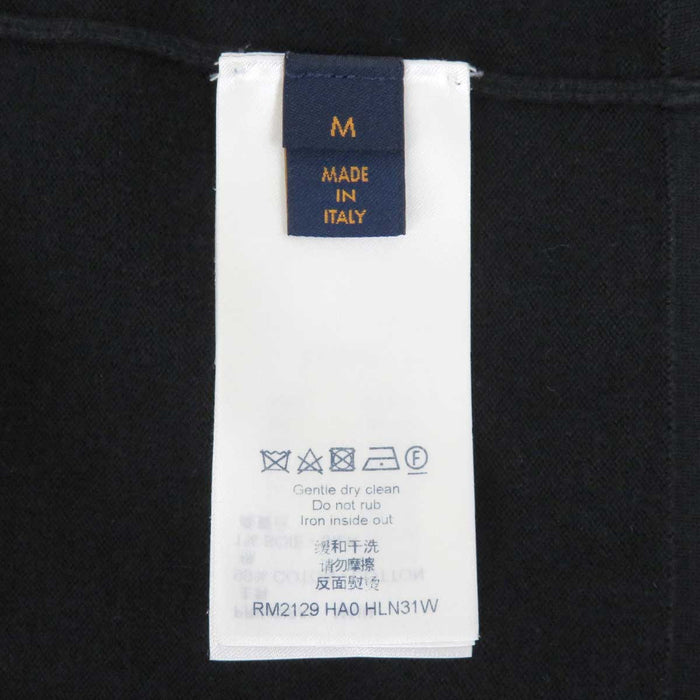 M
MADE
IN
ITALY
F
Gentle dry clean
Do not rub
Iron inside out
缓和干洗
请勿摩擦
反面熨烫
RM2129 HA0 HLN31W